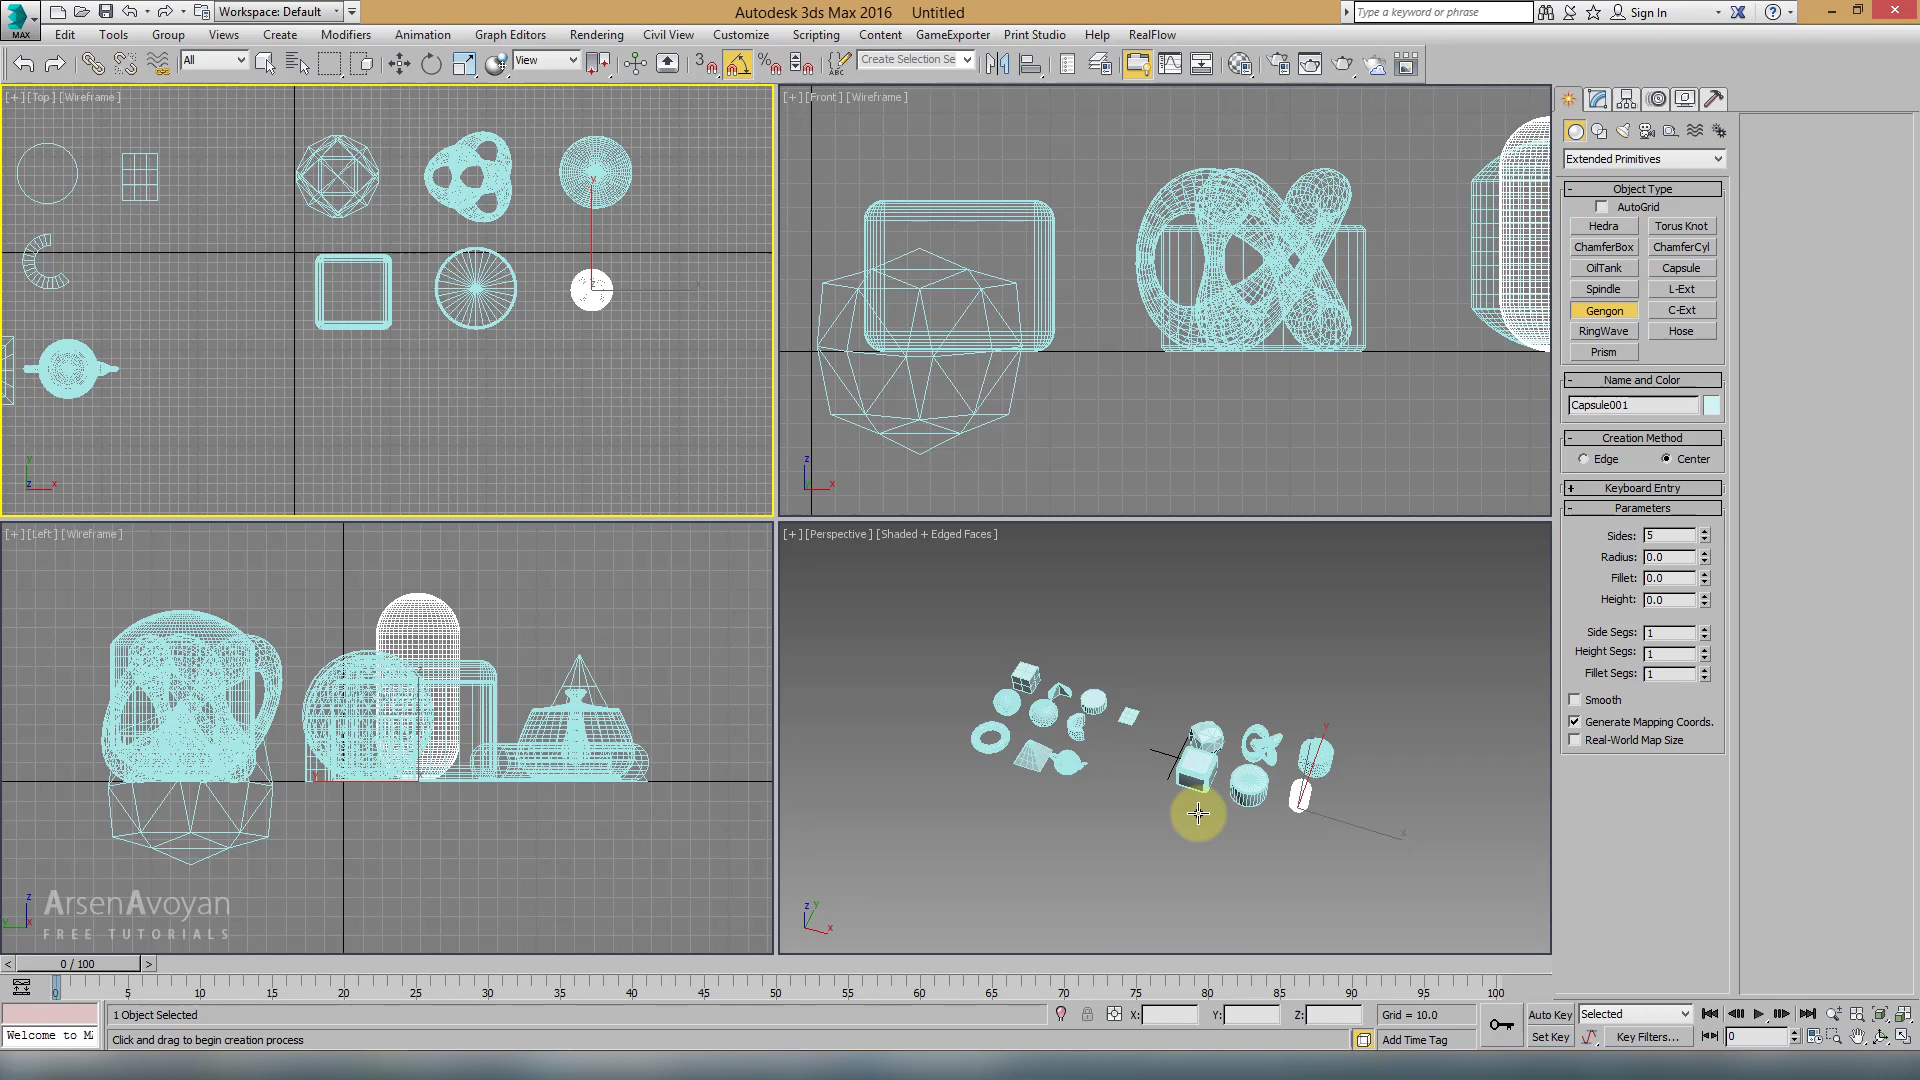 MAX
Workspace: Default
Autodesk 3ds Max 2016 Untitled
Type a keyword or phrase
Sign In
Edit Tools Group Views Create Modifiers Animation Graph Editors Rendering Civil View Customize Scripting Content GameExporter Print Studio Help RealFlow
All
View
3
%
ABC
Create Selection Se
[+] [Top] [Wireframe]
[+] [Front] [Wireframe]
Extended Primitives
- Object Type
AutoGrid
Hedra Torus Knot
ChamferBox ChamferCyl
OilTank Capsule
Spindle L-Ext
Gengon C-Ext
RingWave Hose
Prism
- Name and Color
Capsule001
- Creation Method
Edge Center
+ Keyboard Entry
- Parameters
Sides: 5
Radius: 0.0
Fillet: 0.0
Height: 0.0
Side Segs: 1
Height Segs: 1
Fillet Segs: 1
Smooth
Generate Mapping Coords.
Real-World Map Size
[+] [Left] [Wireframe]
[+] [Perspective] [Shaded + Edged Faces]
ArsenAvoyan
FREE TUTORIALS
< 0 / 100 >
0 5 10 15 20 25 30 35 40 45 50 55 60 65 70 75 80 85 90 95 100
1 Object Selected
X: Y: Z:
Grid = 10.0
Auto Key
Selected
Welcome to M
Click and drag to begin creation process
Add Time Tag
Set Key
Key Filters...
0